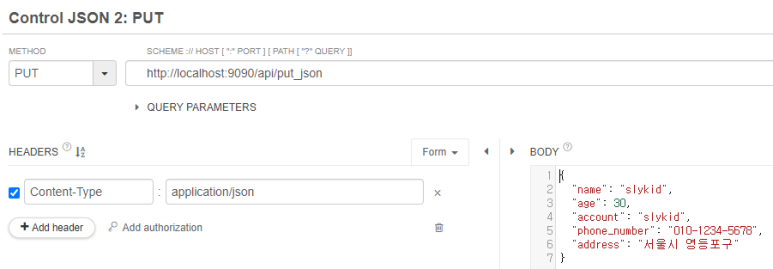 Control JSON 2: PUT
METHOD
SCHEME :// HOST [ ":" PORT ] [ PATH [ "?" QUERY ]]
PUT
http://localhost:9090/api/put_json
QUERY PARAMETERS
HEADERS
Form
BODY
Content-Type : application/json
+ Add header
Add authorization
1 {
2 "name": "slykid",
3 "age": 30,
4 "account": "slykid",
5 "phone_number": "010-1234-5678",
6 "address": "서울시 영등포구"
7 }